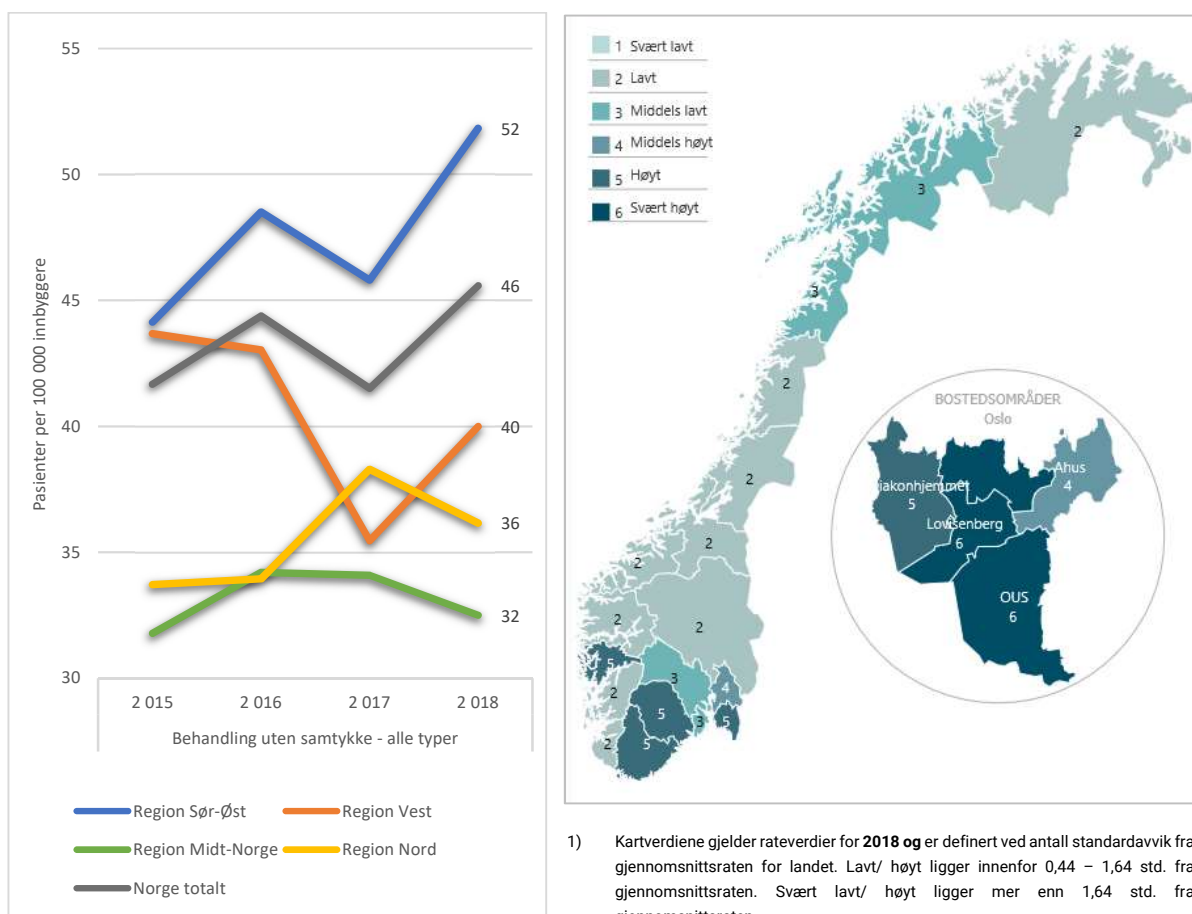 55
50
45
40
35
30
Pasienter per 100 000 innbyggere
52
46
40
36
32
2 015 2 016 2 017 2 018
Behandling uten samtykke - alle typer
Region Sør-Øst Region Vest
Region Midt-Norge Region Nord
Norge totalt
1 Svært lavt
2 Lavt
3 Middels lavt
4 Middels høyt
5 Høyt
6 Svært høyt
2
3
3
2
2
2
2
2
2
5
3
2
4
5
3
5
5
2
BOSTEDSOMRÅDER
Oslo
Ahus
4
iakonhjemmet
5
Lovisenberg
6
OUS
6
1) Kartverdiene gjelder rateverdier for 2018 og er definert ved antall standardavvik fra
gjennomsnittsraten for landet. Lavt/ høyt ligger innenfor 0,44 – 1,64 std. fra
gjennomsnittsraten. Svært lavt/ høyt ligger mer enn 1,64 std. fra